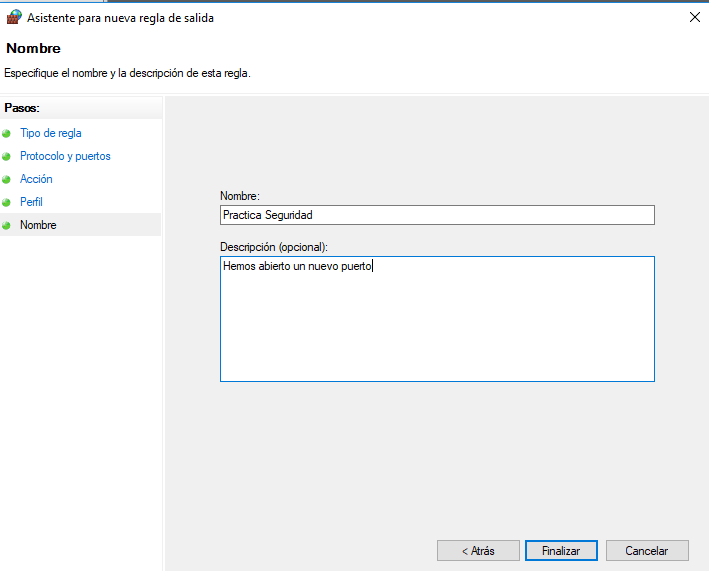 Asistente para nueva regla de salida
Nombre
Especifique el nombre y la descripción de esta regla.
Pasos:
Tipo de regla
Protocolo y puertos
Acción
Perfil
Nombre
Nombre:
Practica Seguridad
Descripción (opcional):
Hemos abierto un nuevo puerto
< Atrás
Finalizar
Cancelar